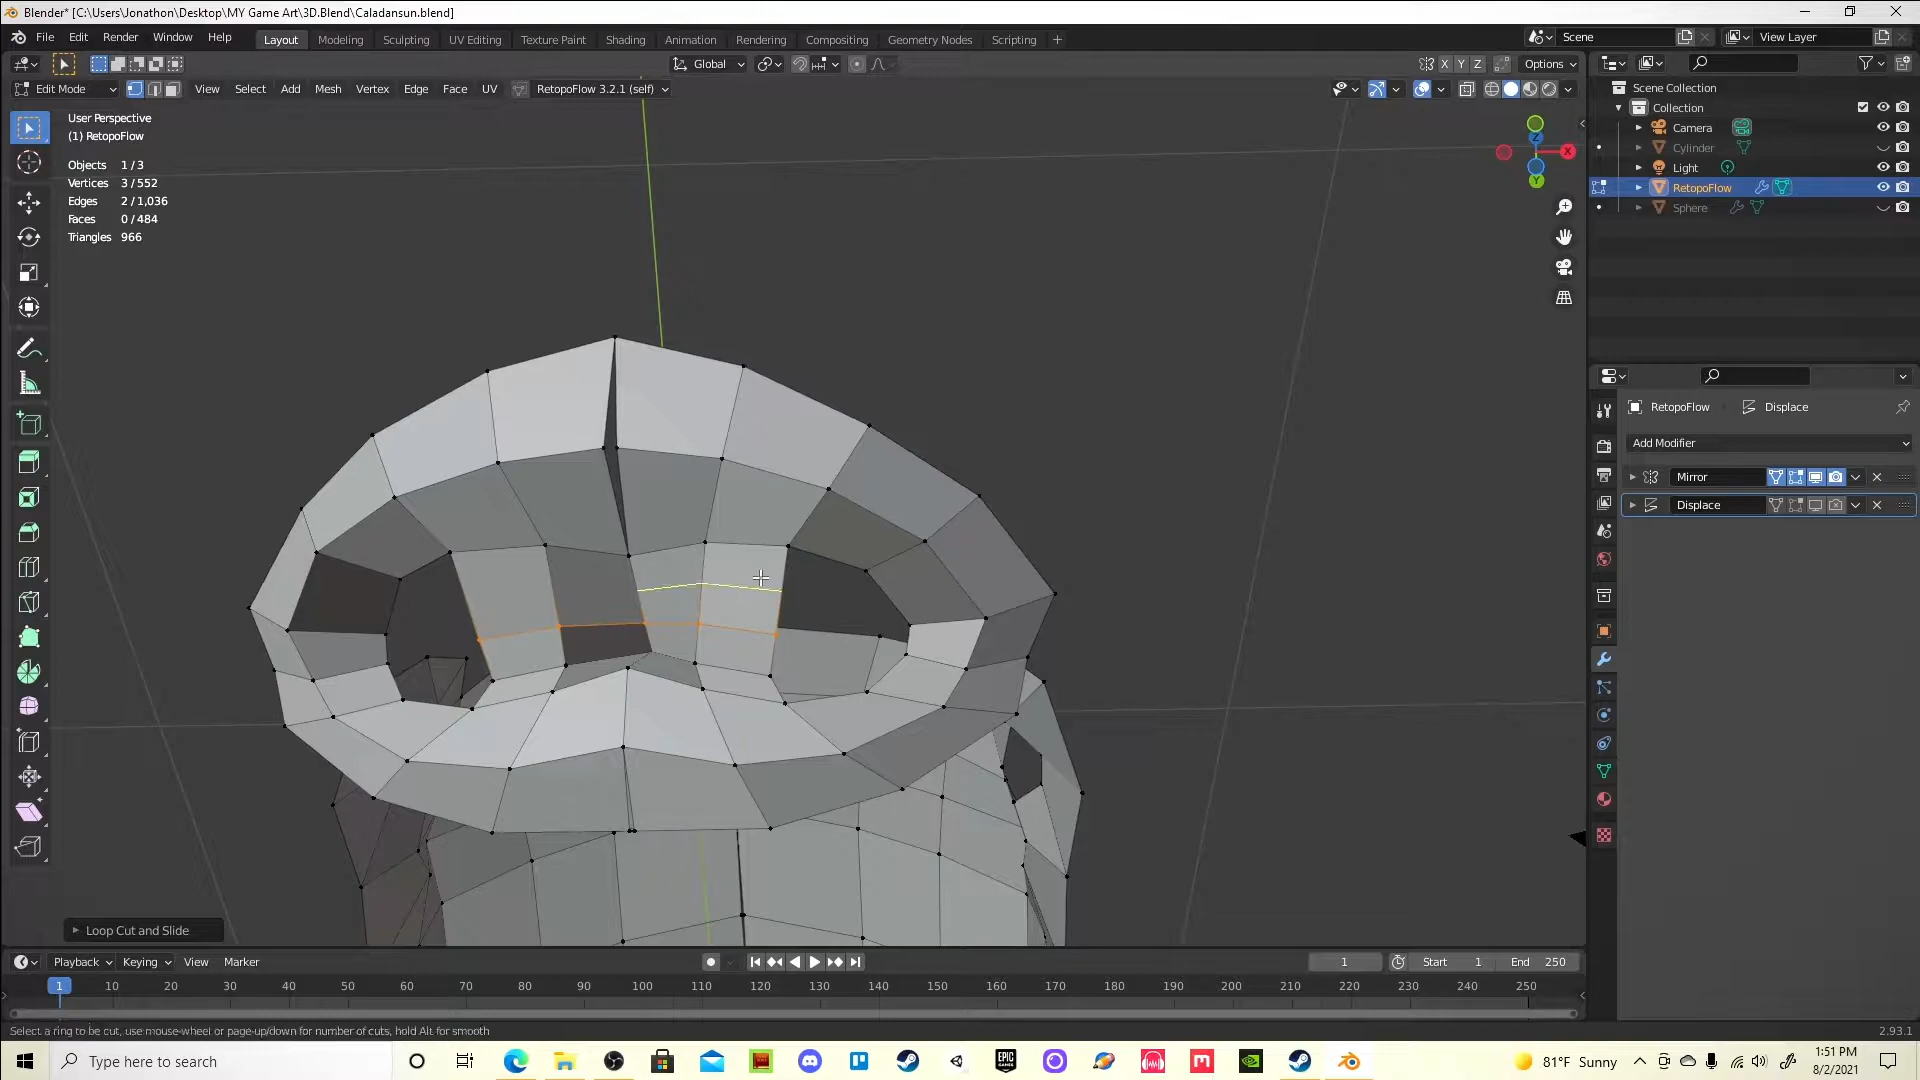 Blender* [C:\Users\Jonathon\Desktop\MY Game Art\3D.Blend\Caladansun.blend]
File Edit Render Window Help Layout Modeling Sculpting UV Editing Texture Paint Shading Animation Rendering Compositing Geometry Nodes Scripting + Scene View Layer
Global X Y Z Options
Edit Mode View Select Add Mesh Vertex Edge Face UV RetopoFlow 3.2.1 (self)
User Perspective
(1) RetopoFlow
Objects 1/3
Vertices 3/552
Edges 2/1,036
Faces 0/484
Triangles 966
Z
X
Y
Scene Collection
Collection
Camera
Cylinder
Light
RetopoFlow
Sphere
RetopoFlow Displace
Add Modifier
Mirror
Displace
Loop Cut and Slide
Playback Keying View Marker 1 Start 1 End 250
1 10 20 30 40 50 60 70 80 90 100 110 120 130 140 150 160 170 180 190 200 210 220 230 240 250
Select a ring to be cut, use mouse-wheel or page-up/down for number of cuts, hold Alt for smooth 2.93.1
Type here to search
EPIC GAMES
M
81°F Sunny
1:51 PM
8/2/2021